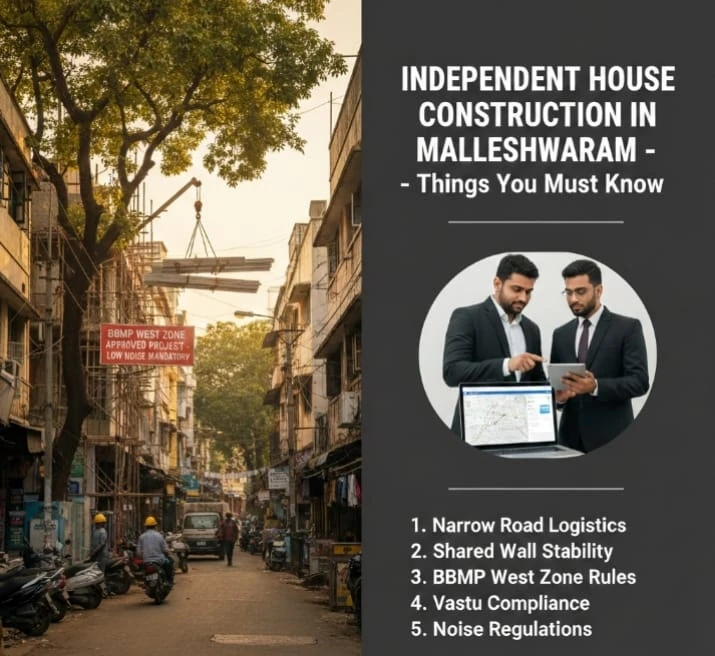 BBMP WEST ZONE
APPROVED PROJECT -
LOW NOISE MANDATORY
INDEPENDENT HOUSE
CONSTRUCTION IN
MALLESHWARAM -
- Things You Must Know
1. Narrow Road Logistics
2. Shared Wall Stability
3. BBMP West Zone Rules
4. Vastu Compliance
5. Noise Regulations